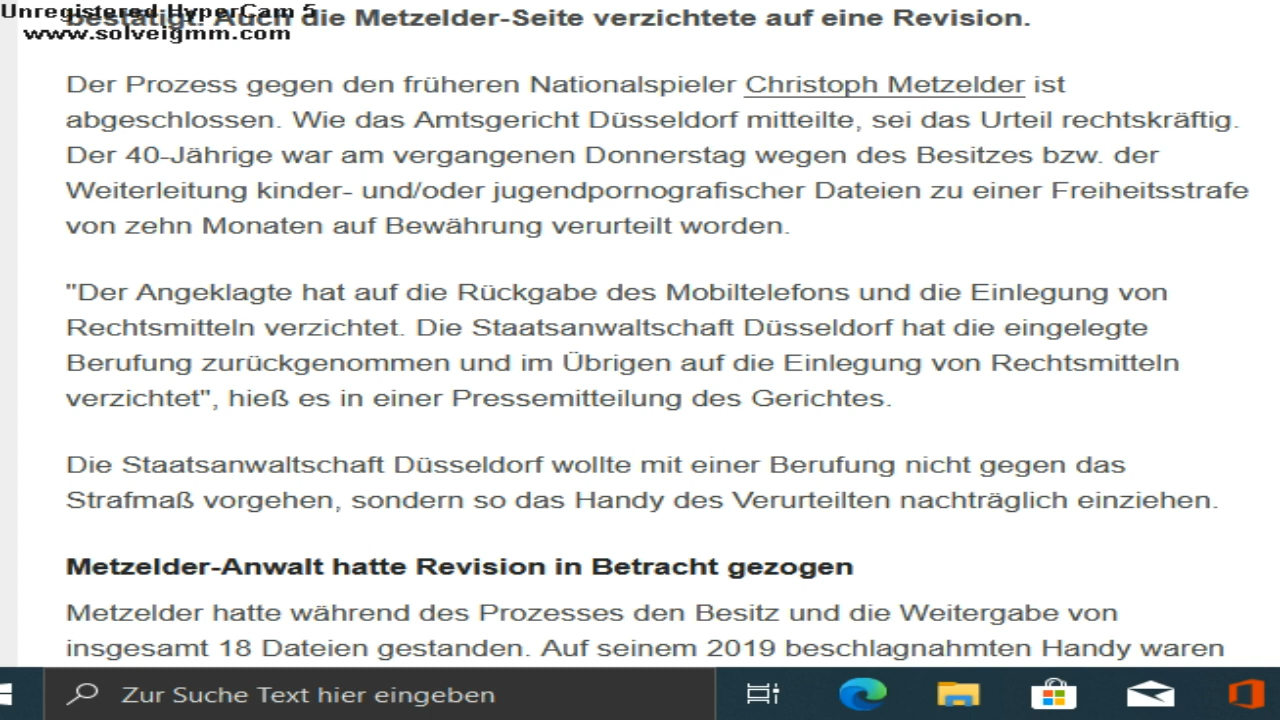 Unregistered HyperCam 5
www.solveigmm.com
bestätigt! Auch die Metzelder-Seite verzichtete auf eine Revision.
Der Prozess gegen den früheren Nationalspieler Christoph Metzelder ist
abgeschlossen. Wie das Amtsgericht Düsseldorf mitteilte, sei das Urteil rechtskräftig.
Der 40-Jährige war am vergangenen Donnerstag wegen des Besitzes bzw. der
Weiterleitung kinder- und/oder jugendpornografischer Dateien zu einer Freiheitsstrafe
von zehn Monaten auf Bewährung verurteilt worden.
"Der Angeklagte hat auf die Rückgabe des Mobiltelefons und die Einlegung von
Rechtsmitteln verzichtet. Die Staatsanwaltschaft Düsseldorf hat die eingelegte
Berufung zurückgenommen und im Übrigen auf die Einlegung von Rechtsmitteln
verzichtet", hieß es in einer Pressemitteilung des Gerichtes.
Die Staatsanwaltschaft Düsseldorf wollte mit einer Berufung nicht gegen das
Strafmaß vorgehen, sondern so das Handy des Verurteilten nachträglich einziehen.
Metzelder-Anwalt hatte Revision in Betracht gezogen
Metzelder hatte während des Prozesses den Besitz und die Weitergabe von
insgesamt 18 Dateien gestanden. Auf seinem 2019 beschlagnahmten Handy waren
Zur Suche Text hier eingeben